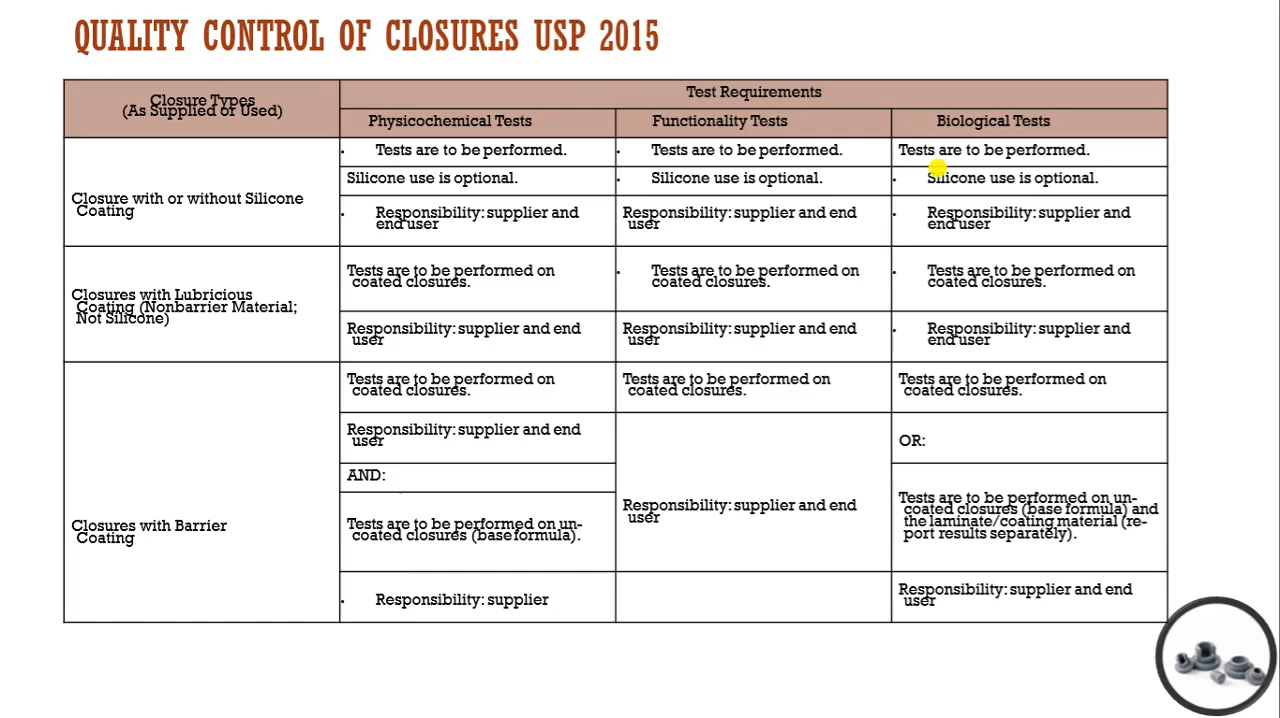 QUALITY CONTROL OF CLOSURES USP 2015
Closure Types
(As Supplied or Used)
Test Requirements
Physicochemical Tests
Functionality Tests
Biological Tests
Closure with or without Silicone
Coating
• Tests are to be performed.
• Tests are to be performed.
Tests are to be performed.
Silicone use is optional.
• Silicone use is optional.
• Silicone use is optional.
• Responsibility: supplier and
end user
Responsibility: supplier and end
user
• Responsibility: supplier and
end user
Closures with Lubricious
Coating (Nonbarrier Material;
Not Silicone)
Tests are to be performed on
coated closures.
• Tests are to be performed on
coated closures.
• Tests are to be performed on
coated closures.
Responsibility: supplier and end
user
Responsibility: supplier and end
user
• Responsibility: supplier and
end user
Closures with Barrier
Coating
Tests are to be performed on
coated closures.
Tests are to be performed on
coated closures.
Tests are to be performed on
coated closures.
Responsibility: supplier and end
user
Responsibility: supplier and end
user
OR:
AND:
Tests are to be performed on un-
coated closures (base formula) and
the laminate/coating material (re-
port results separately).
Tests are to be performed on un-
coated closures (base formula).
• Responsibility: supplier
Responsibility: supplier and end
user